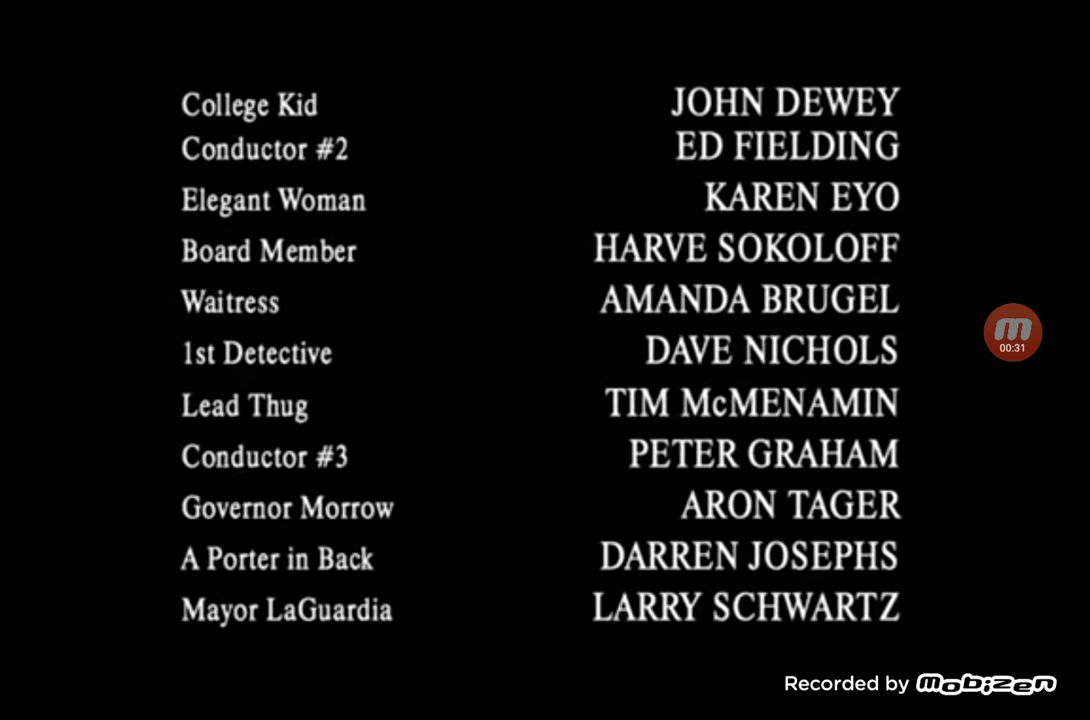 College Kid JOHN DEWEY
Conductor #2 ED FIELDING
Elegant Woman KAREN EYO
Board Member HARVE SOKOLOFF
Waitress AMANDA BRUGEL
1st Detective DAVE NICHOLS
Lead Thug TIM McMENAMIN
Conductor #3 PETER GRAHAM
Governor Morrow ARON TAGER
A Porter in Back DARREN JOSEPHS
Mayor LaGuardia LARRY SCHWARTZ
00:31
Recorded by mobizen